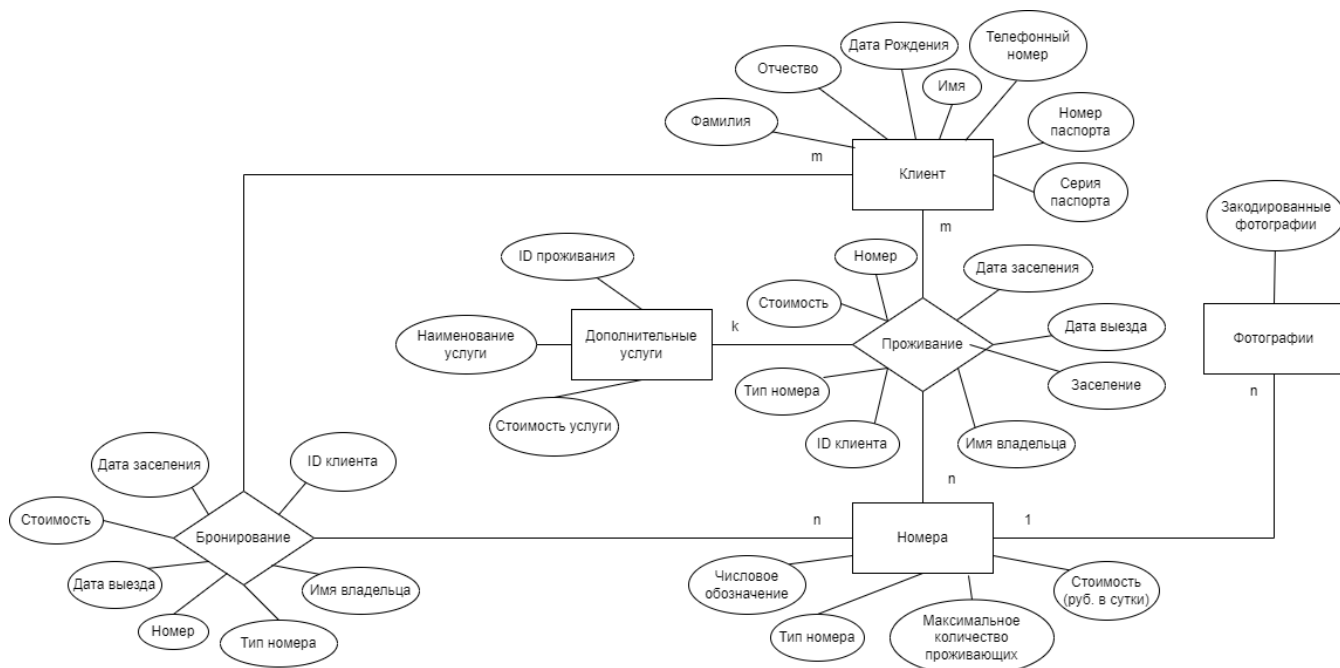 Телефонный
номер
Дата Рождения
Отчество
Имя
Фамилия
Номер
паспорта
m
Клиент
Серия
паспорта
Закодированные
фотографии
m
ID проживания
Номер
Дата заселения
Стоимость
k
Дата выезда
Наименование
услуги
Дополнительные
услуги
Проживание
Фотографии
Тип номера
Заселение
n
Стоимость услуги
ID клиента
Имя владельца
ID клиента
Дата заселения
n
Стоимость
n
1
Бронирование
Номера
Числовое
обозначение
Стоимость
(руб. в сутки)
Дата выезда
Имя владельца
Номер
Тип номера
Тип номера
Максимальное
количество
проживающих